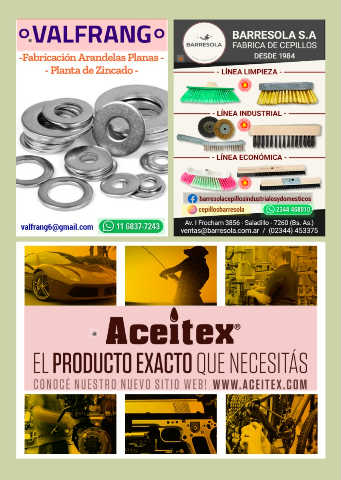 VALFRANG
-Fabricación Arandelas Planas -
- Planta de Zincado -
valfrang6@gmail.com
11 6837-7243
BARRESOLA
BARRESOLA S.A
FABRICA DE CEPILLOS
DESDE 1984
- LÍNEA LIMPIEZA -
- LÍNEA INDUSTRIAL -
- LÍNEA ECONÓMICA -
barresolacepillosindustrialesydomesticos
cepillosbarresola
2344 468010
Av. I Frocham 3856 - Saladillo - 7260 (Bs. As.)
ventas@barresola.com.ar / (02344) 453375
Aceitex®
EL PRODUCTO EXACTO QUE NECESITÁS
CONOCÉ NUESTRO NUEVO SITIO WEB! WWW.ACEITEX.COM